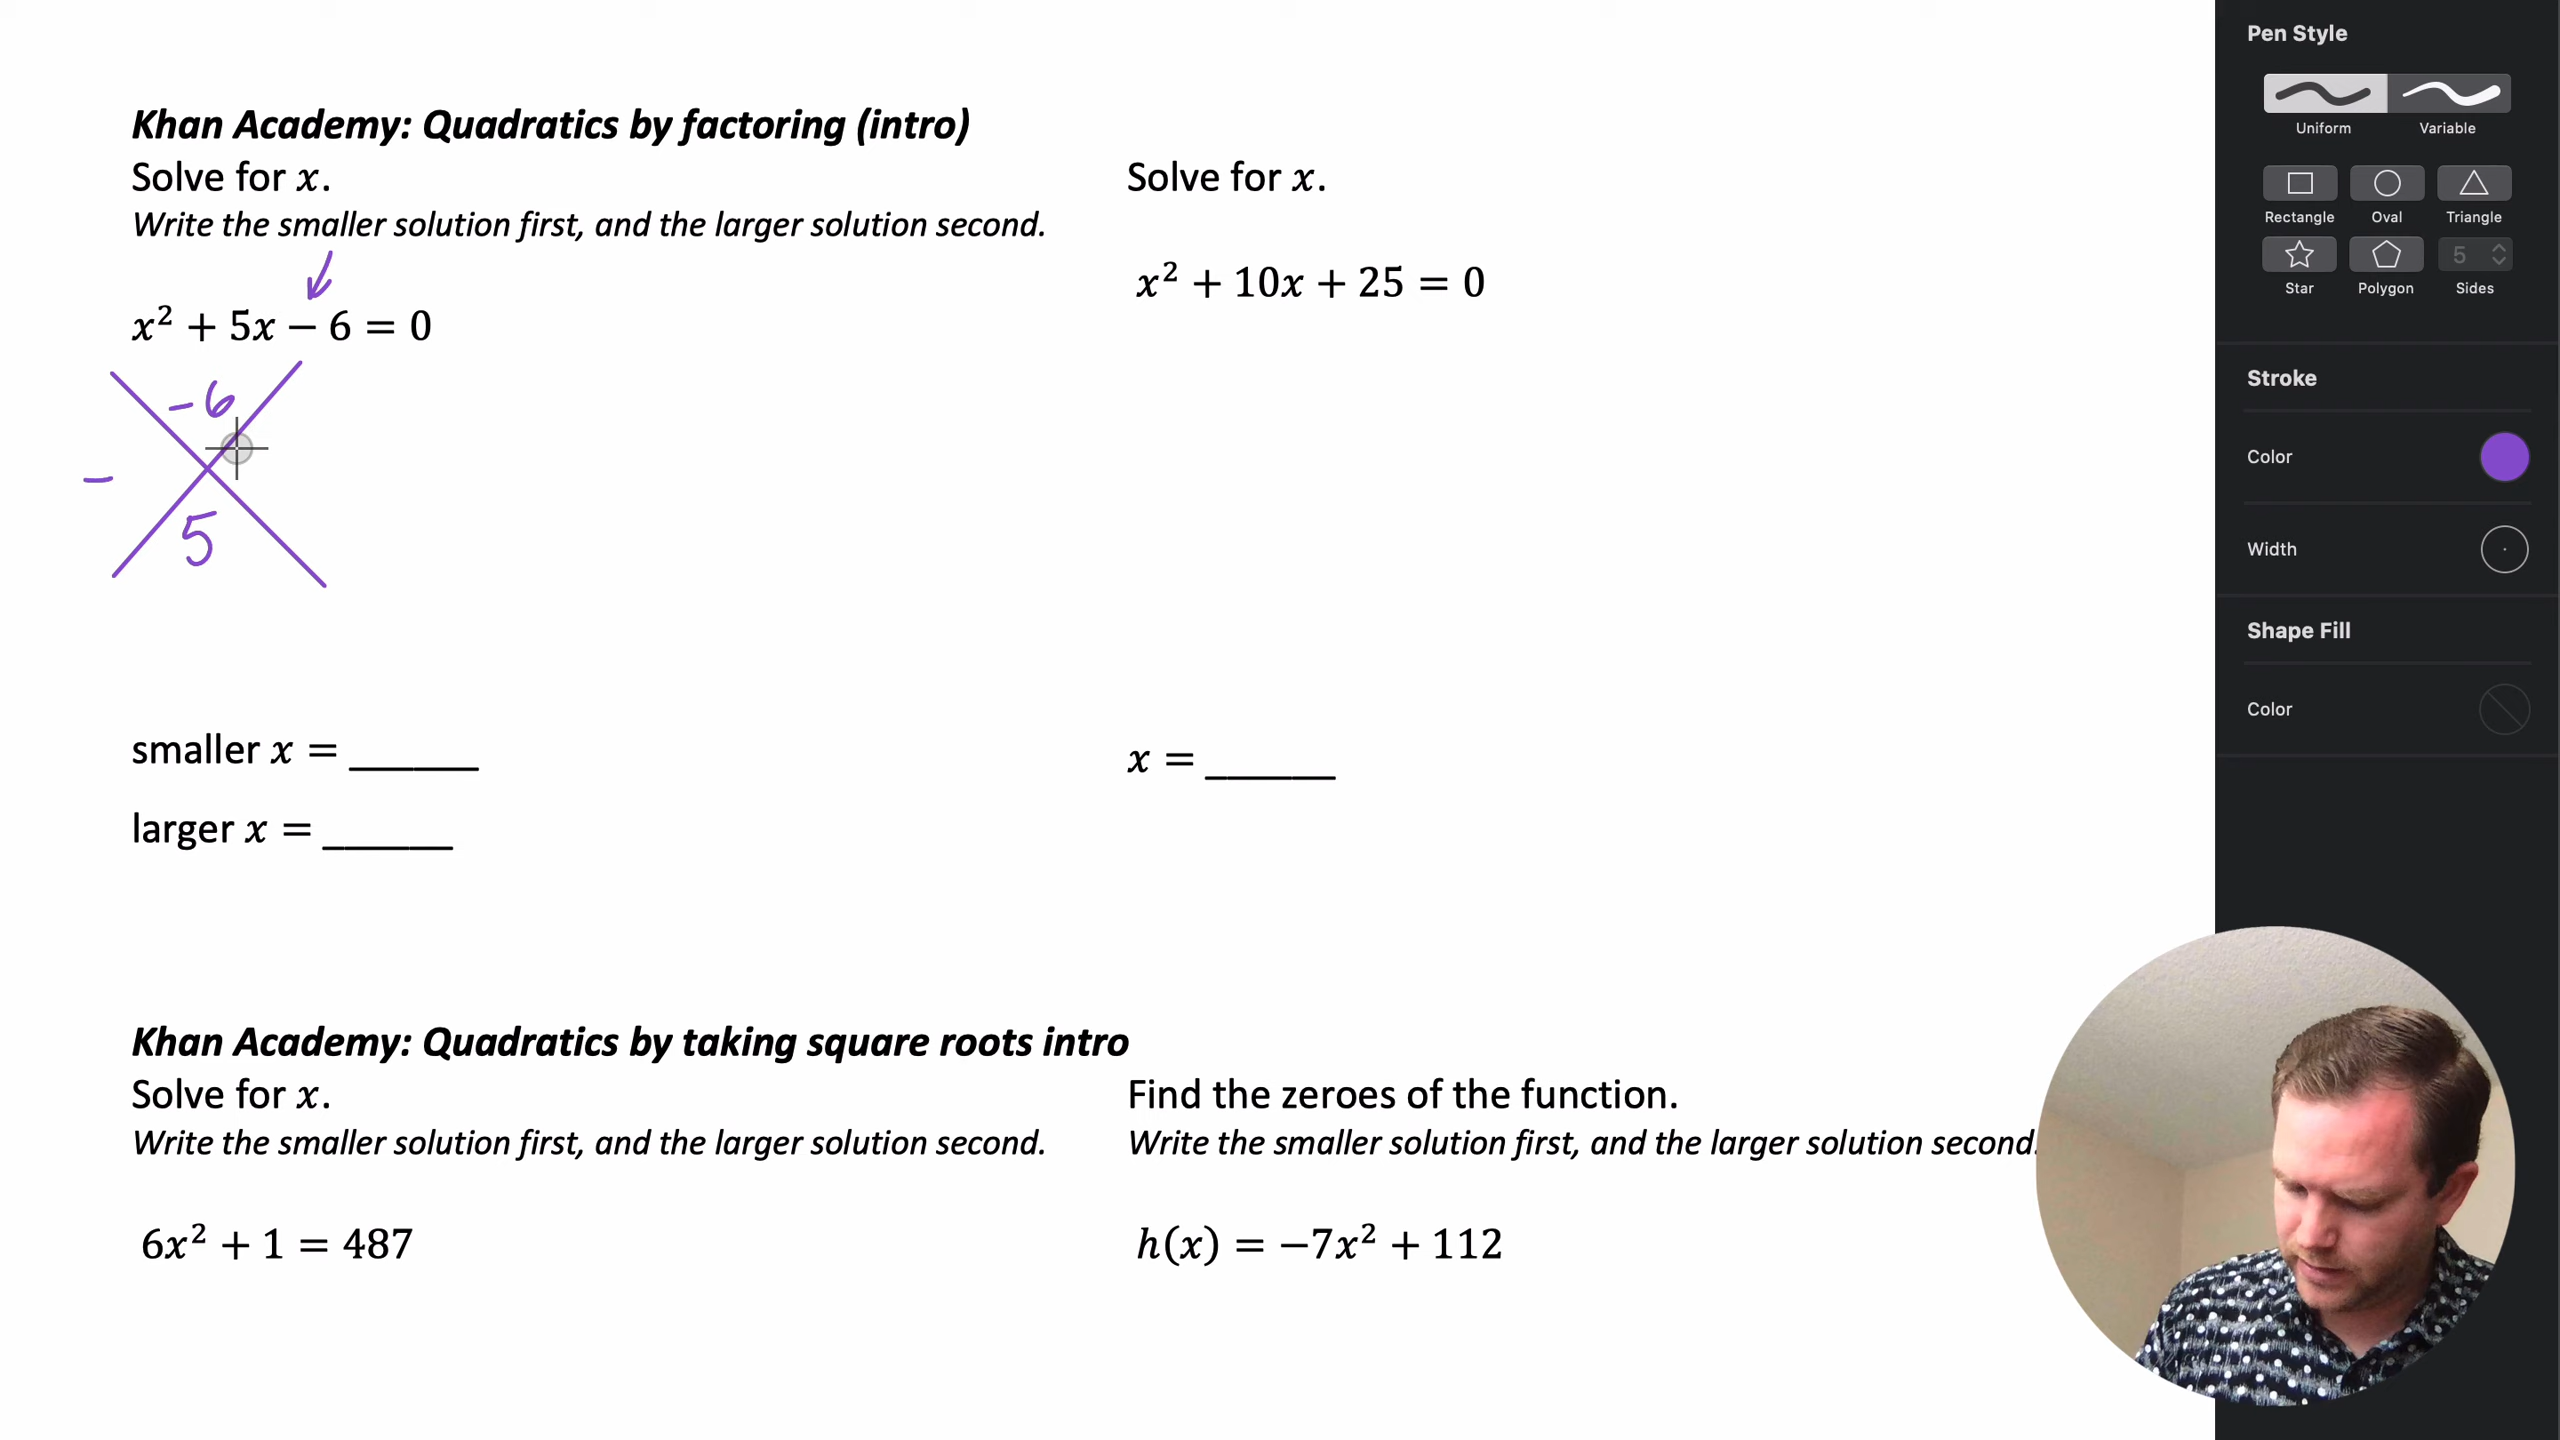 Khan Academy: Quadratics by factoring (intro)
Solve for x.
Write the smaller solution first, and the larger solution second.
x² + 5x − 6 = 0
-6
-
5
smaller x = ______
larger x = ______
Solve for x.
x² + 10x + 25 = 0
x = ______
Khan Academy: Quadratics by taking square roots intro
Solve for x.
Write the smaller solution first, and the larger solution second.
6x² + 1 = 487
Find the zeroes of the function.
Write the smaller solution first, and the larger solution second.
h(x) = −7x² + 112
Pen Style
Uniform
Variable
Rectangle
Oval
Triangle
5
Star
Polygon
Sides
Stroke
Color
Width
Shape Fill
Color